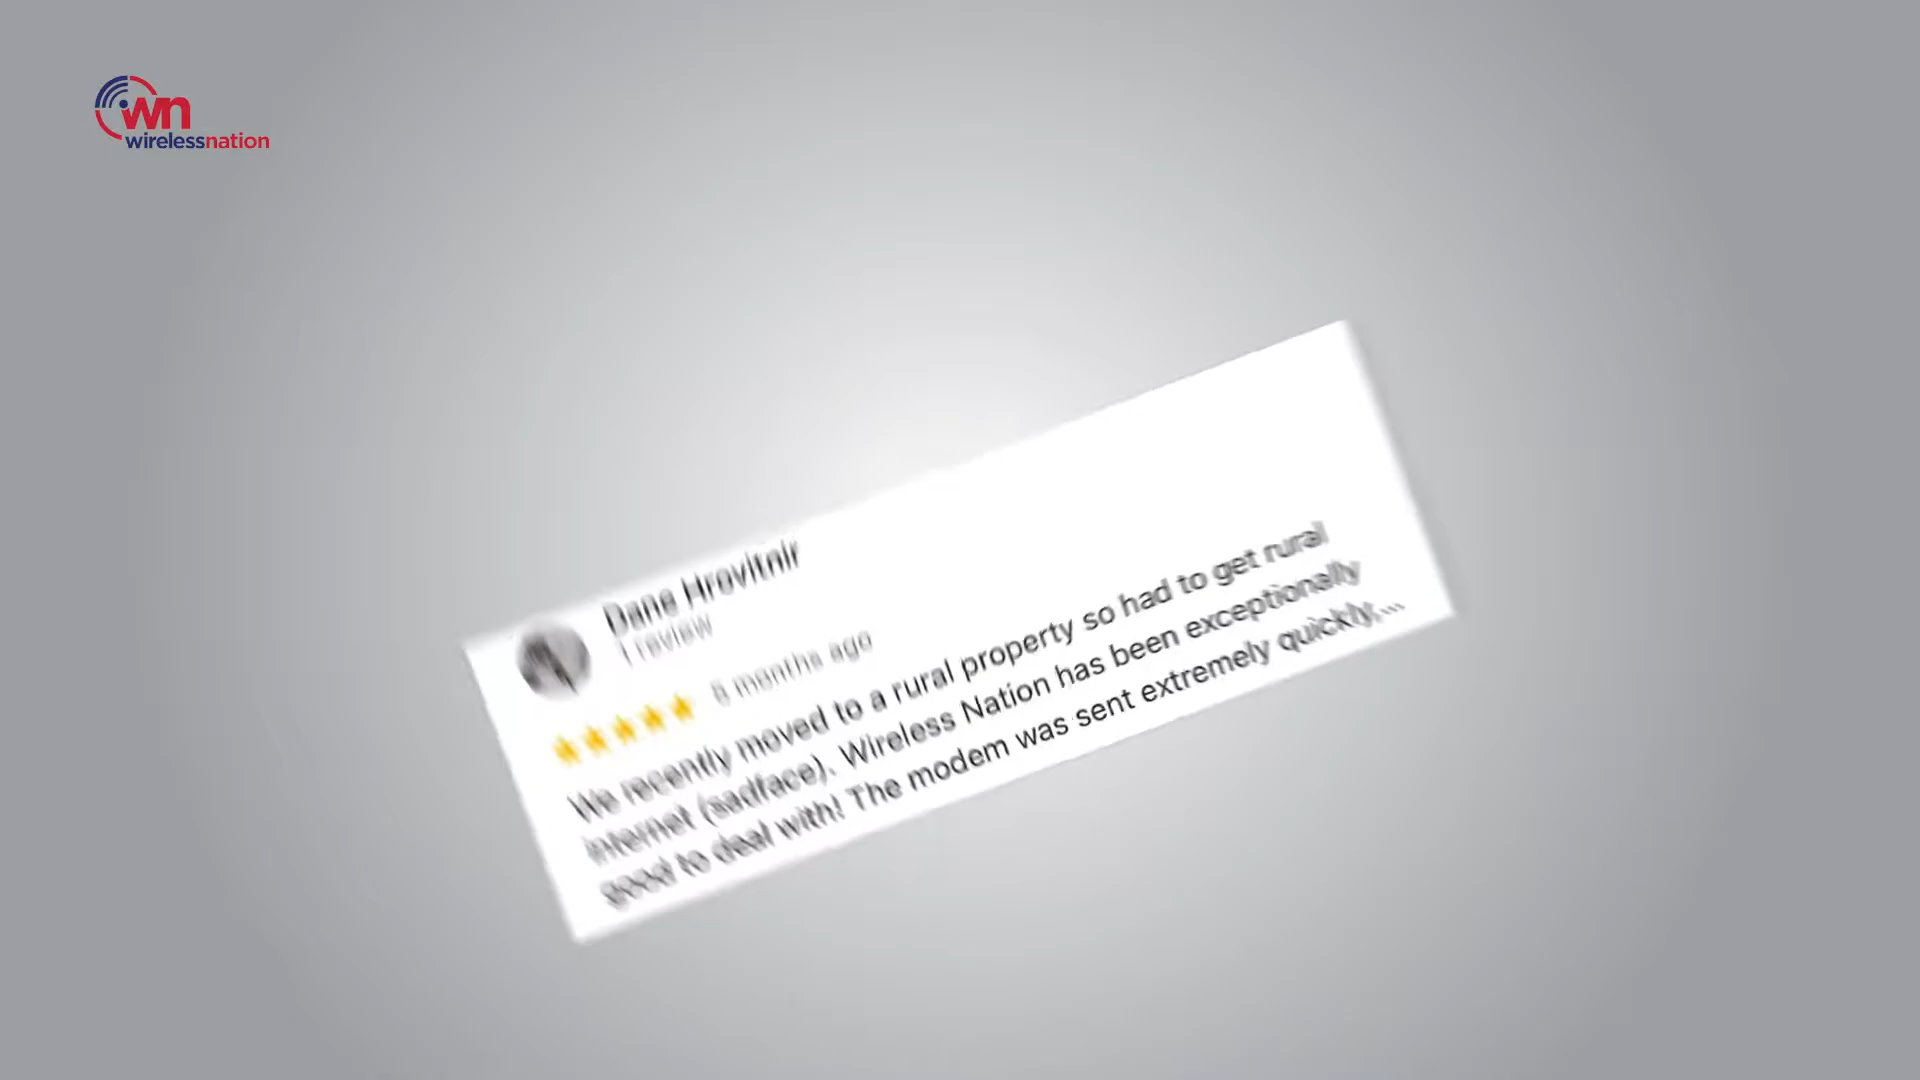 wn
wirelessnation
Dane Hrovitnir
1 review
8 months ago
We recently moved to a rural property so had to get rural
internet (sadface). Wireless Nation has been exceptionally
good to deal with! The modem was sent extremely quickly,...